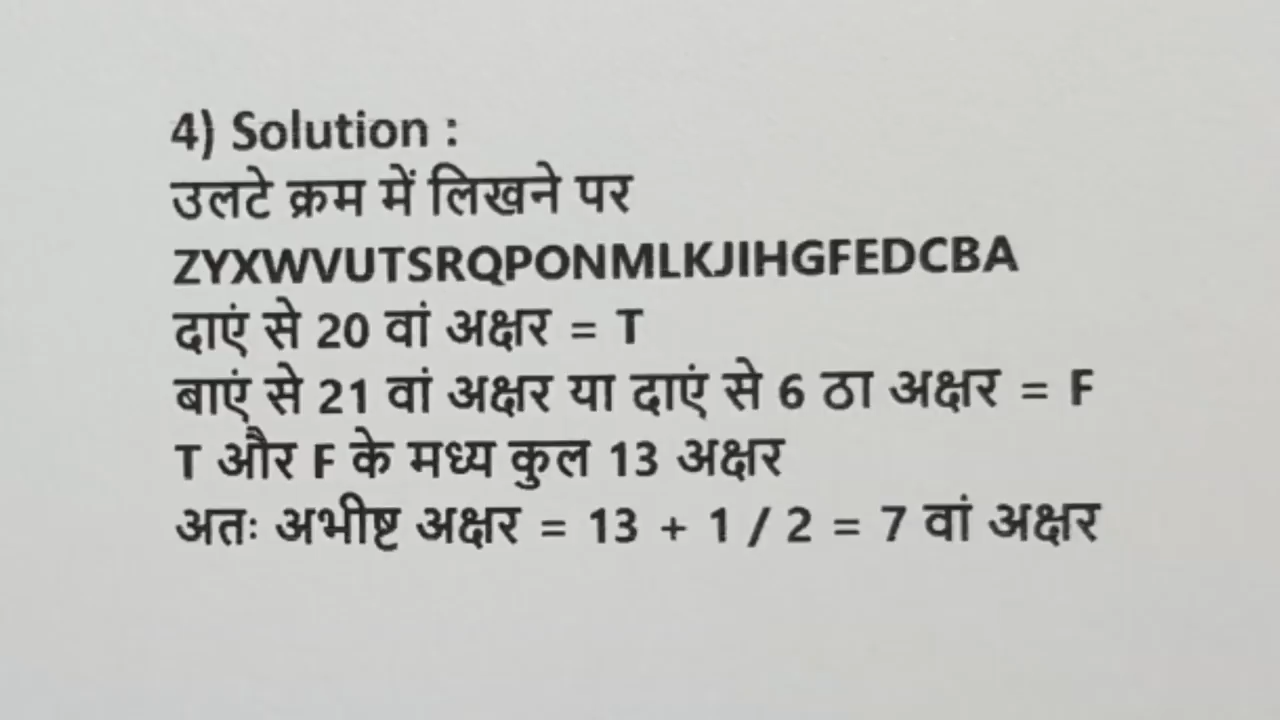 4) Solution :
उलटे क्रम में लिखने पर
ZYXWVUTSRQPONMLKJIHGFEDCBA
दाएं से 20 वां अक्षर = T
बाएं से 21 वां अक्षर या दाएं से 6 ठा अक्षर = F
T और F के मध्य कुल 13 अक्षर
अतः अभीष्ट अक्षर = 13 + 1 / 2 = 7 वां अक्षर